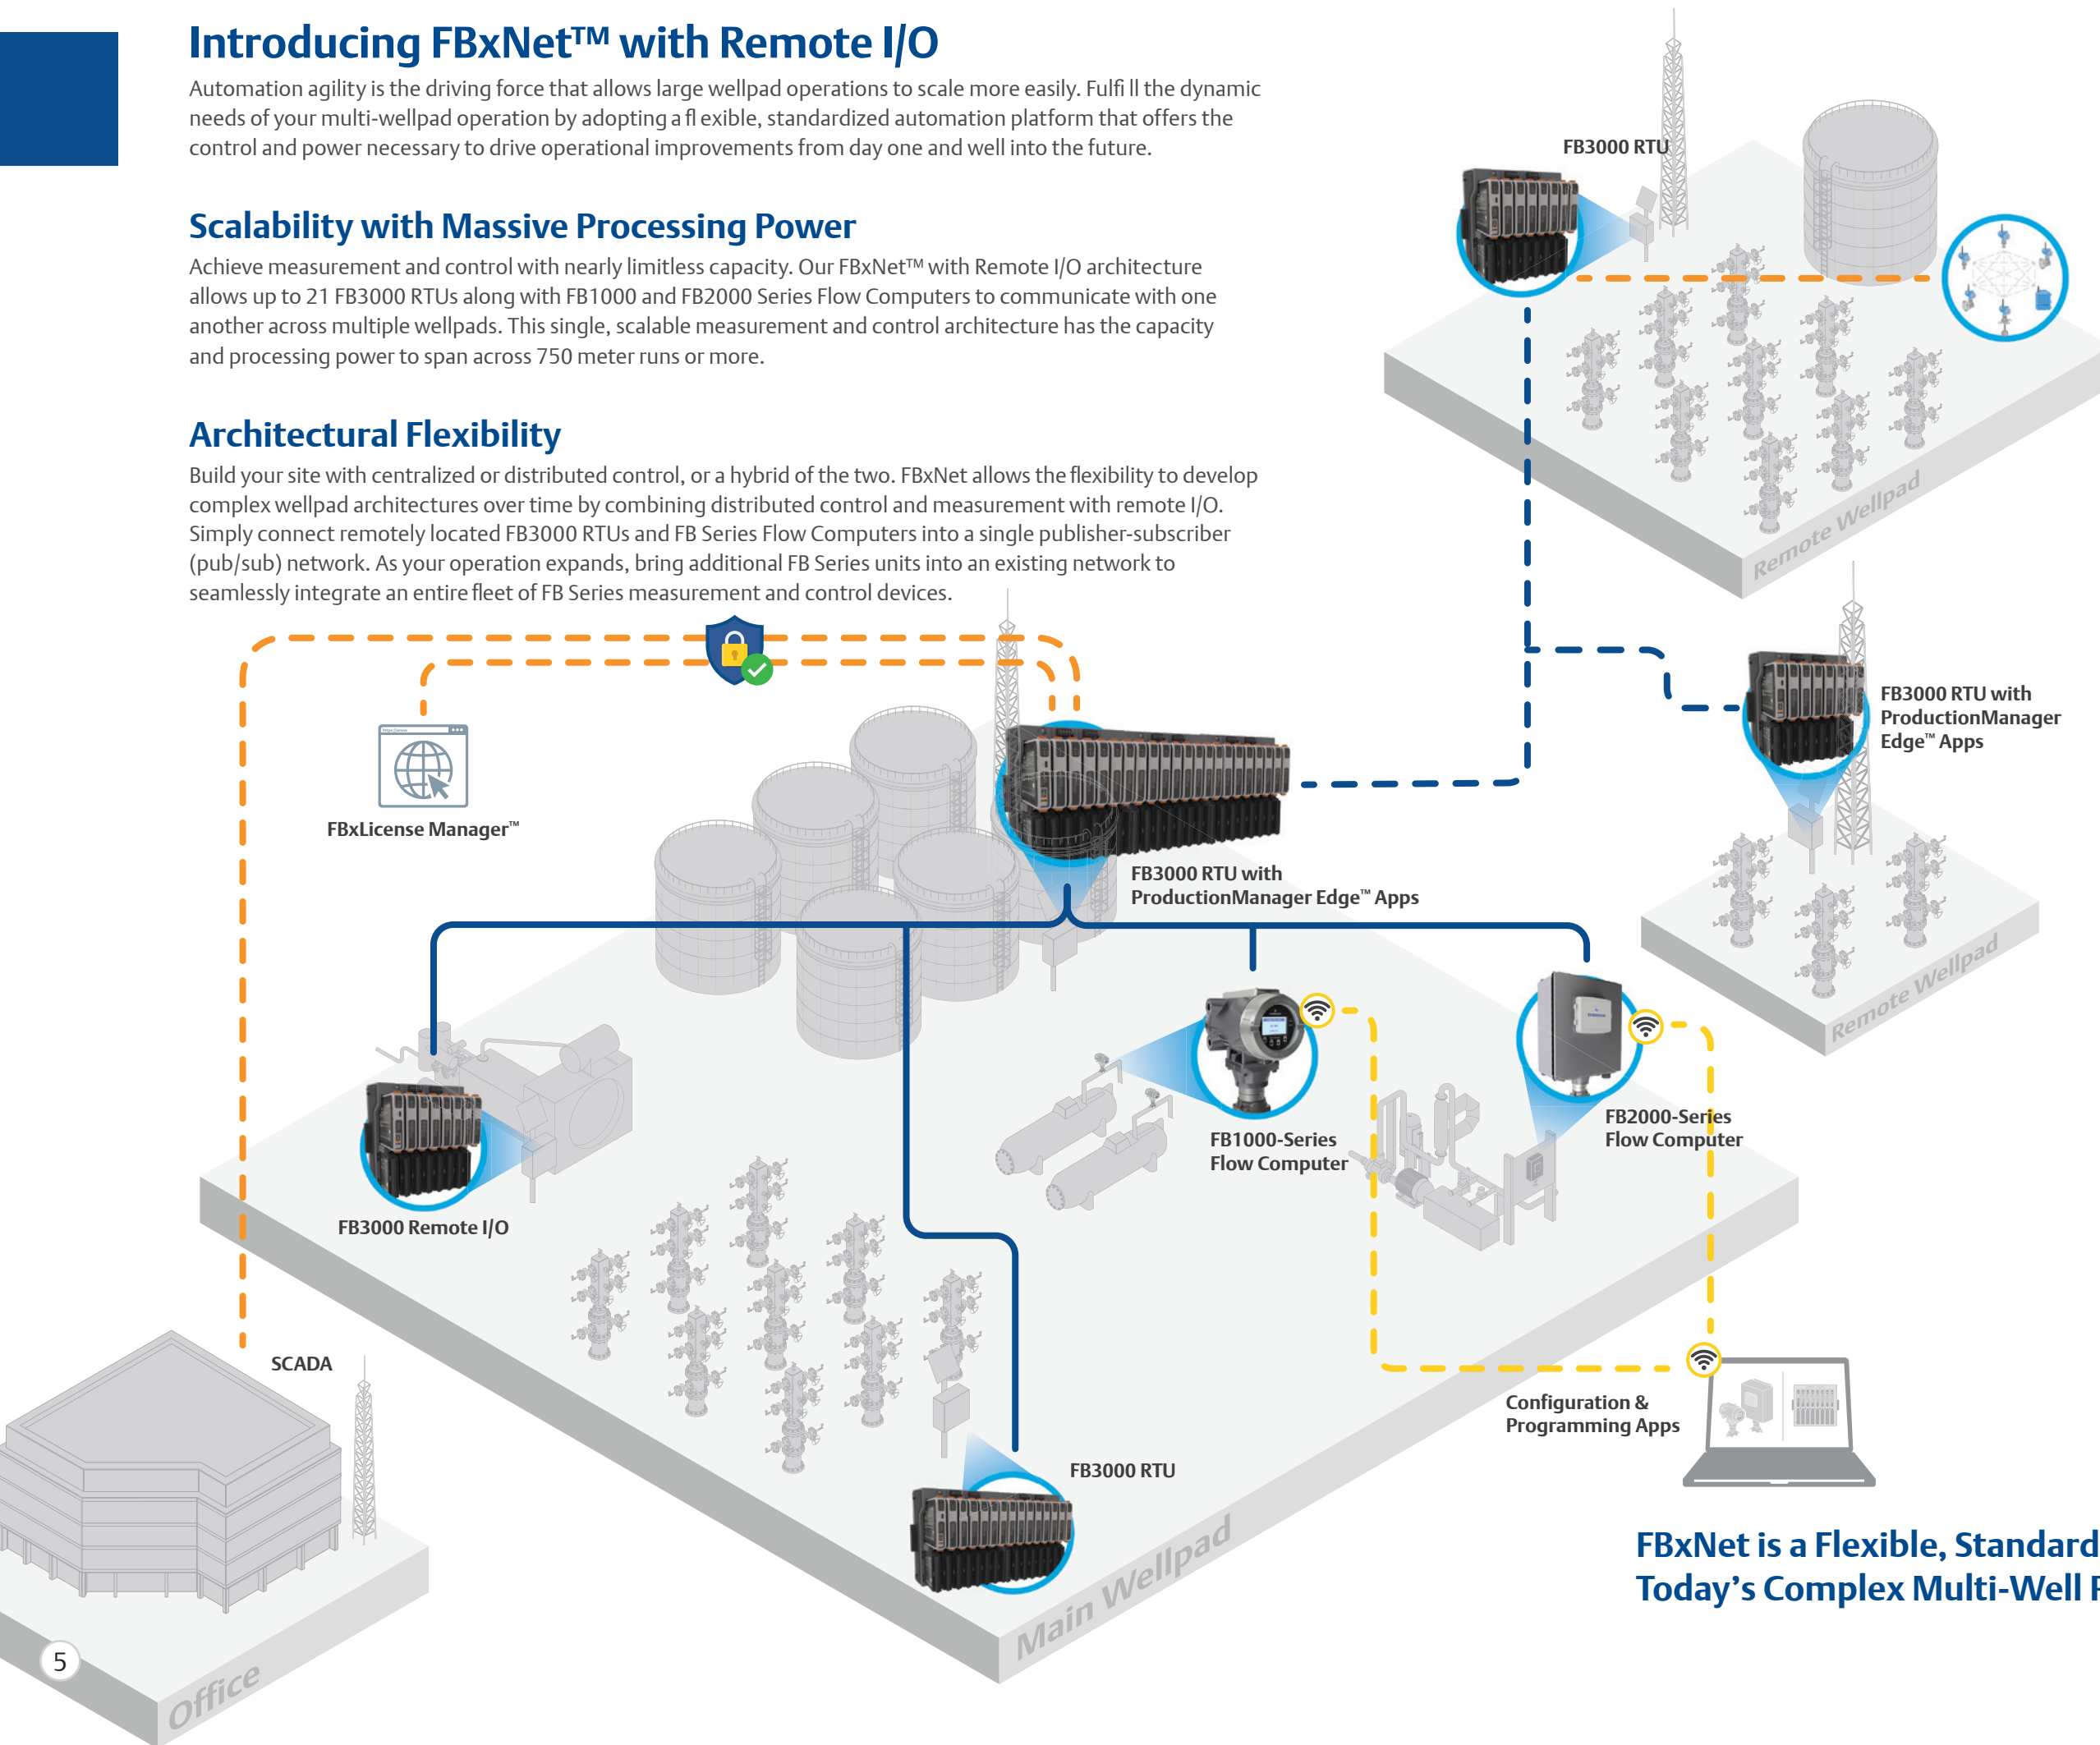 Introducing FBxNet™ with Remote I/O
Automation agility is the driving force that allows large wellpad operations to scale more easily. Fulfi ll the dynamic
needs of your multi-wellpad operation by adopting a fl exible, standardized automation platform that offers the
control and power necessary to drive operational improvements from day one and well into the future.
Scalability with Massive Processing Power
Achieve measurement and control with nearly limitless capacity. Our FBxNet™ with Remote I/O architecture
allows up to 21 FB3000 RTUs along with FB1000 and FB2000 Series Flow Computers to communicate with one
another across multiple wellpads. This single, scalable measurement and control architecture has the capacity
and processing power to span across 750 meter runs or more.
Architectural Flexibility
Build your site with centralized or distributed control, or a hybrid of the two. FBxNet allows the flexibility to develop
complex wellpad architectures over time by combining distributed control and measurement with remote I/O.
Simply connect remotely located FB3000 RTUs and FB Series Flow Computers into a single publisher-subscriber
(pub/sub) network. As your operation expands, bring additional FB Series units into an existing network to
seamlessly integrate an entire fleet of FB Series measurement and control devices.
FB3000 RTU
Remote Wellpad
FB3000 RTU with
ProductionManager
Edge™ Apps
Remote Wellpad
https://www
FBxLicense Manager™
FB3000 RTU with
ProductionManager Edge™ Apps
FB1000-Series
Flow Computer
EMERSON
FB2000-Series
Flow Computer
FB3000 Remote I/O
SCADA
Configuration &
Programming Apps
FB3000 RTU
Main Wellpad
FBxNet is a Flexible, Standard
Today's Complex Multi-Well
5
Office